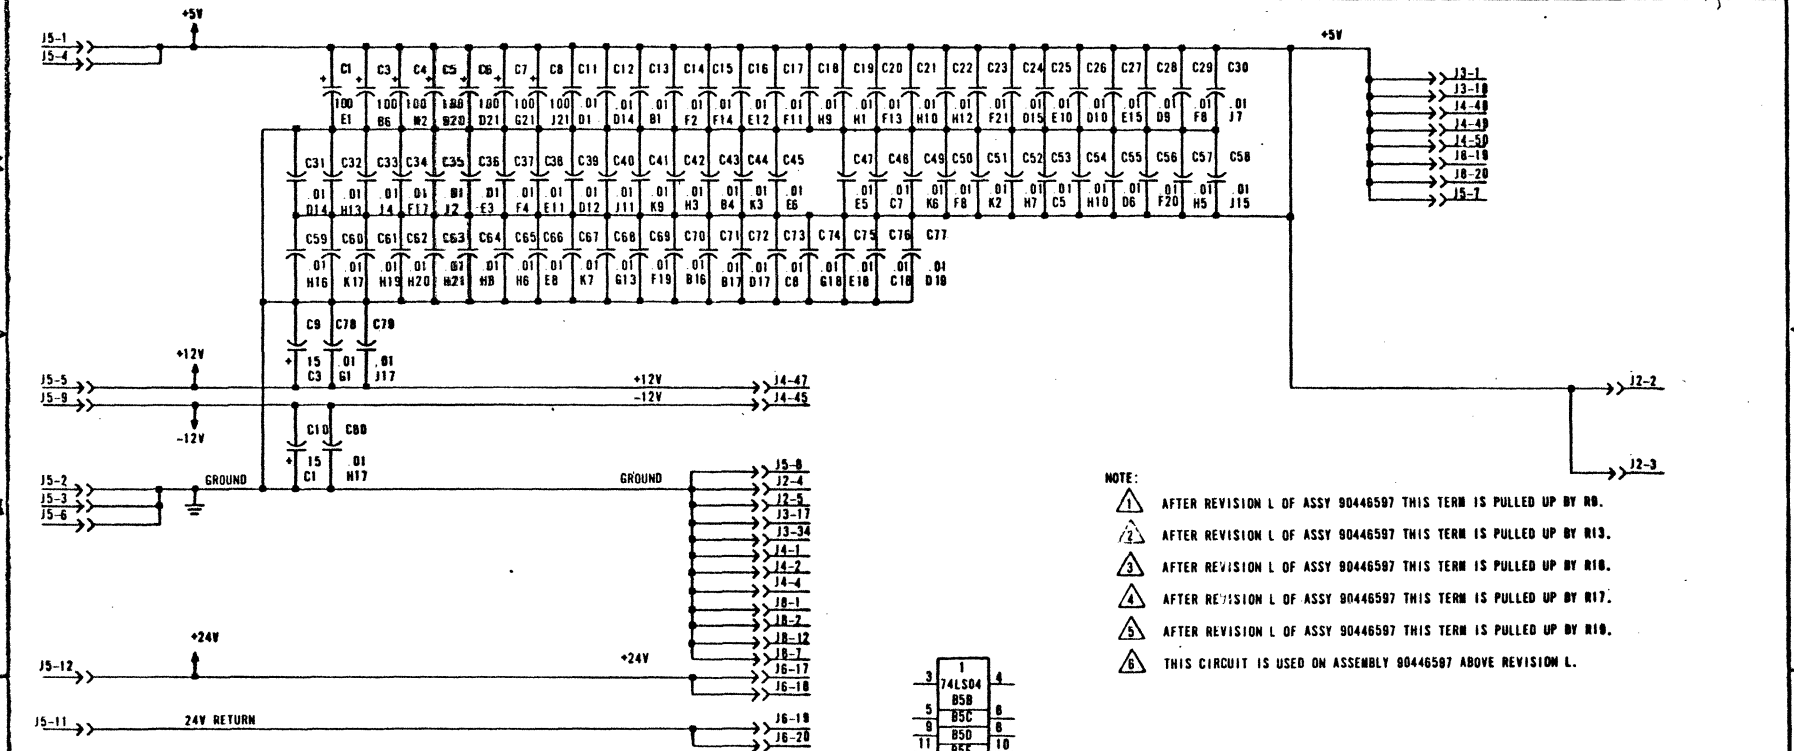 +5V
+5V
J5-1
J5-4
C1 C3 C4 C5 C6 C7 C8 C11 C12 C13 C14 C15 C16 C17 C18 C19 C20 C21 C22 C23 C24 C25 C26 C27 C28 C29 C30
+ + + + + + +
100 100 100 100 100 100 100 .01 .01 .01 .01 .01 .01 .01 .01 .01 .01 .01 .01 .01 .01 .01 .01 .01 .01 .01
E1 B6 M2 B20 D21 G21 J21 D1 D14 B1 F2 F14 E12 F11 H9 H1 F13 H10 H12 F21 D15 E10 D10 E15 D9 F8 J7
J3-1
J3-18
J4-48
J4-49
J4-50
J8-19
J8-20
J5-7
C31 C32 C33 C34 C35 C36 C37 C38 C39 C40 C41 C42 C43 C44 C45 C47 C48 C49 C50 C51 C52 C53 C54 C55 C56 C57 C58
.01 .01 .01 .01 .01 .01 .01 .01 .01 .01 .01 .01 .01 .01 .01 .01 .01 .01 .01 .01 .01 .01 .01 .01 .01 .01
D14 H13 J4 F17 J2 E3 F4 E11 D12 J11 K9 H3 B4 K3 E6 E5 C7 K6 F8 K2 H7 C5 H10 D6 F20 H5 J15
C59 C60 C61 C62 C63 C64 C65 C66 C67 C68 C69 C70 C71 C72 C73 C74 C75 C76 C77
.01 .01 .01 .01 .01 .01 .01 .01 .01 .01 .01 .01 .01 .01 .01 .01 .01 .01 .01
H16 K17 H19 H20 H21 H8 H6 E8 K7 G13 F19 B16 B17 D17 C8 G18 E18 C18 D19
C9 C78 C79
+ 15 .01 .01
C3 G1 J17
+12V
J5-5
+12V
J4-47
J5-9
-12V
J4-45
-12V
J2-2
C10 C80
+ 15 .01
C1 H17
J2-3
J5-2
GROUND
GROUND
J5-3
J5-6
J5-8
J2-4
J2-5
J3-17
J3-34
J4-1
J4-2
J4-4
J8-1
J8-2
J8-12
J8-7
NOTE:
1 AFTER REVISION L OF ASSY 90446597 THIS TERM IS PULLED UP BY R9.
2 AFTER REVISION L OF ASSY 90446597 THIS TERM IS PULLED UP BY R13.
3 AFTER REVISION L OF ASSY 90446597 THIS TERM IS PULLED UP BY R18.
4 AFTER REVISION L OF ASSY 90446597 THIS TERM IS PULLED UP BY R17.
5 AFTER REVISION L OF ASSY 90446597 THIS TERM IS PULLED UP BY R19.
6 THIS CIRCUIT IS USED ON ASSEMBLY 90446597 ABOVE REVISION L.
+24V
J5-12
+24V
J6-17
J6-18
J5-11
24V RETURN
J6-19
J6-20
1
3 74LS04 4
B5B
5 B5C 6
9 B5D 8
11 B5E 10